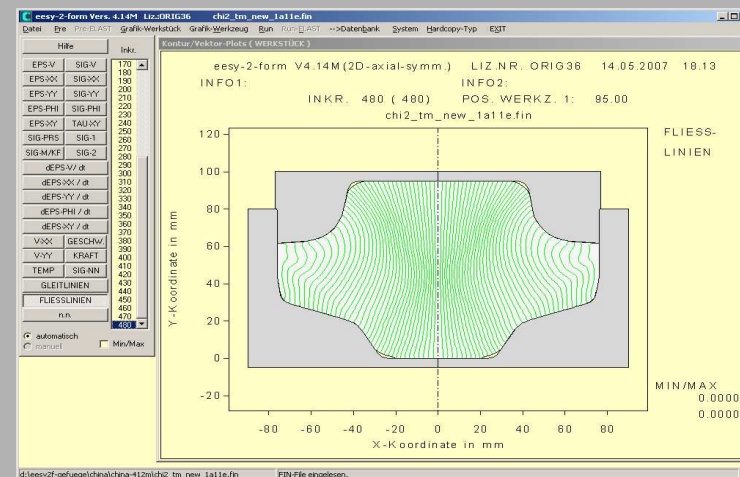 eesy-2-form Vers. 4.14M Liz.:ORIG36 chi2_tm_new_1a11e.fin
Datei Pre Pre-ELAST Grafik-Werkstück Grafik-Werkzeug Run Run-ELAST -->Datenbank System Hardcopy-Typ EXIT
Hilfe
Inkr.
EPS-V SIG-V
EPS-XX SIG-XX
EPS-YY SIG-YY
EPS-PHI SIG-PHI
EPS-XY TAU-XY
SIG-PRS SIG-1
SIG-M/KF SIG-2
dEPS-V/ dt
dEPS-XX / dt
dEPS-YY / dt
dEPS-PHI / dt
dEPS-XY / dt
V-XX GESCHW.
V-YY KRAFT
TEMP SIG-NN
GLEITLINIEN
FLIESSLINIEN
n.n.
automatisch
manuell
Min/Max
170
180
190
200
210
220
230
240
250
260
270
280
290
300
310
320
330
340
350
360
370
380
390
400
410
420
430
440
450
460
470
480
Kontur/Vektor-Plots ( WERKSTÜCK )
eesy-2-form V4.14M(2D-axial-symm.) LIZ.NR. ORIG36 14.05.2007 18.13
INFO1: INFO2:
INKR. 480 ( 480) POS. WERKZ. 1: 95.00
chi2_tm_new_1a11e.fin
FLIESS-
LINIEN
120
100
80
60
40
20
0
-20
Y-Koordinate in mm
-80 -60 -40 -20 0 20 40 60 80
X-Koordinate in mm
MIN/MAX
0.0000
0.0000
d:\eesy2f-gefuege\china\china-412m\chi2_tm_new_1a11e.fin FIN-File eingelesen.